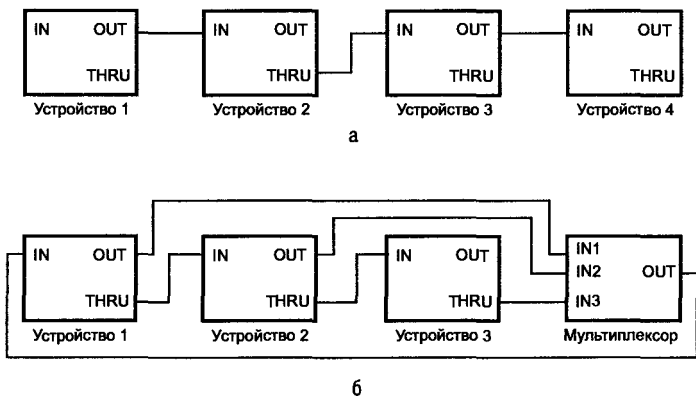 IN OUT IN OUT IN OUT IN OUT
THRU THRU THRU THRU
Устройство 1 Устройство 2 Устройство 3 Устройство 4
а
IN OUT IN OUT IN OUT IN1
IN2 OUT
THRU THRU THRU IN3
Устройство 1 Устройство 2 Устройство 3 Мультиплексор
б